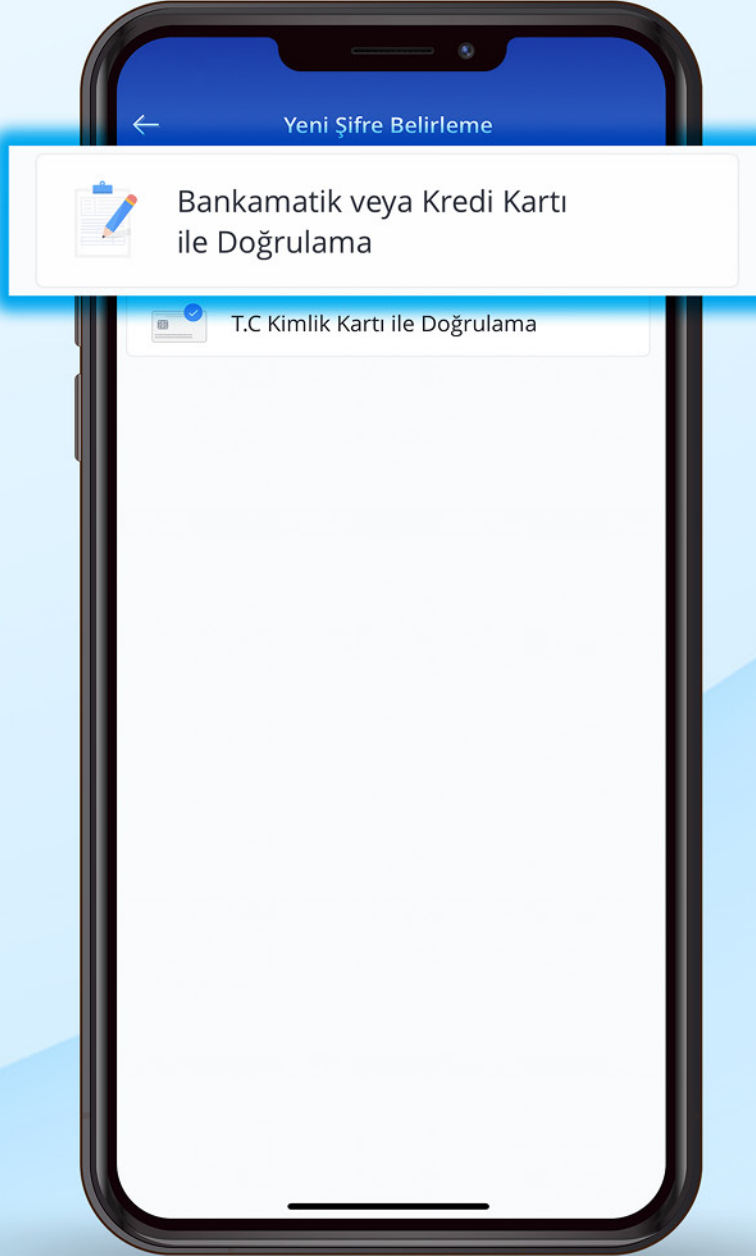 Yeni Şifre Belirleme
Bankamatik veya Kredi Kartı
ile Doğrulama
T.C Kimlik Kartı ile Doğrulama